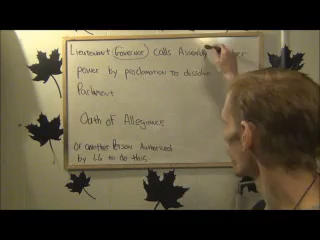 Lieutenant Governor calls Assembly
power by proclamation to dissolve
Parliment
Oath of Allegiance
or another Person Authorized
by LG to do this.